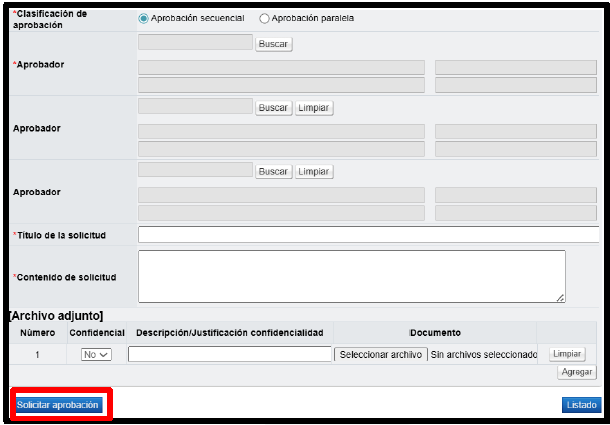 *Clasificación de aprobación
Aprobación secuencial Aprobación paralela
*Aprobador
Buscar
Aprobador
Buscar Limpiar
Aprobador
Buscar Limpiar
*Título de la solicitud
*Contenido de solicitud
[Archivo adjunto]
Número Confidencial Descripción/Justificación confidencialidad Documento
1 No Seleccionar archivo Sin archivos seleccionado Limpiar
Agregar
Solicitar aprobación Listado